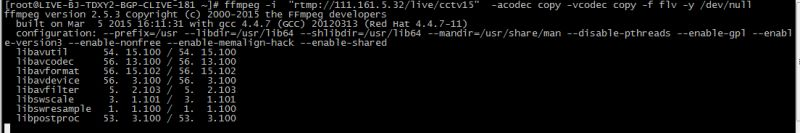 [root@LIVE-BJ-TDXY2-BGP-CLIVE-181 ~]# ffmpeg -i  "rtmp://111.161.5.32/live/cctv15"  -acodec copy -vcodec copy -f flv -y /dev/null
ffmpeg version 2.5.3 Copyright (c) 2000-2015 the FFmpeg developers
  built on Mar  5 2015 16:11:31 with gcc 4.4.7 (GCC) 20120313 (Red Hat 4.4.7-11)
  configuration: --prefix=/usr --libdir=/usr/lib64 --shlibdir=/usr/lib64 --mandir=/usr/share/man --disable-pthreads --enable-gpl --enabl
e-version3 --enable-nonfree --enable-memalign-hack --enable-shared
  libavutil      54. 15.100 / 54. 15.100
  libavcodec     56. 13.100 / 56. 13.100
  libavformat    56. 15.102 / 56. 15.102
  libavdevice    56.  3.100 / 56.  3.100
  libavfilter     5.  2.103 /  5.  2.103
  libswscale      3.  1.101 /  3.  1.101
  libswresample   1.  1.100 /  1.  1.100
  libpostproc    53.  3.100 / 53.  3.100